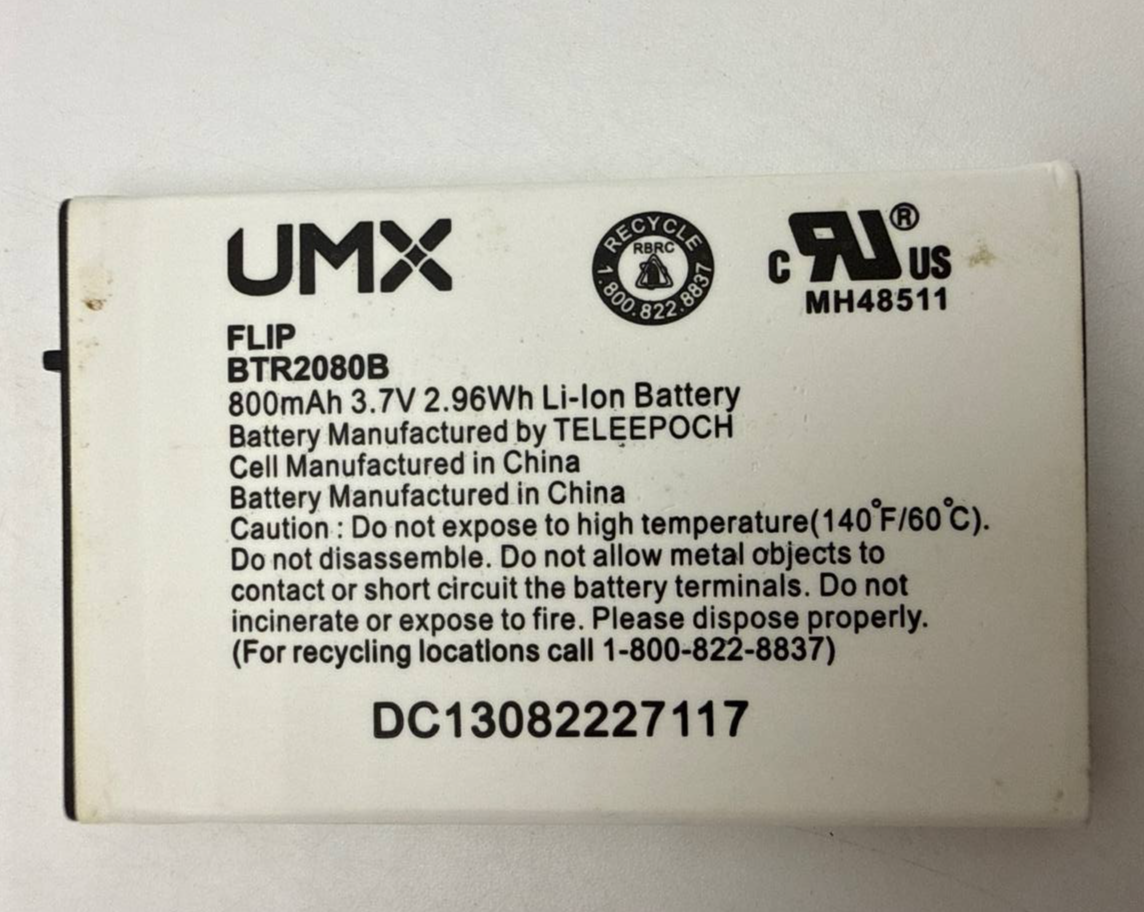 UMX
RECYCLE
RBRC
1.800.822.8837
C RU® US
MH48511
FLIP
BTR2080B
800mAh 3.7V 2.96Wh Li-Ion Battery
Battery Manufactured by TELEEPOCH
Cell Manufactured in China
Battery Manufactured in China
Caution : Do not expose to high temperature(140°F/60°C).
Do not disassemble. Do not allow metal objects to
contact or short circuit the battery terminals. Do not
incinerate or expose to fire. Please dispose properly.
(For recycling locations call 1-800-822-8837)
DC13082227117